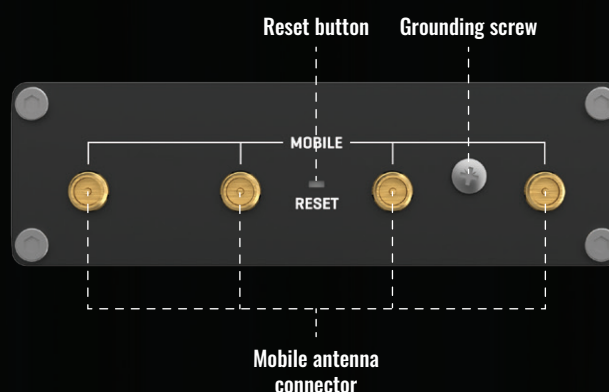 Reset button Grounding screw
MOBILE
RESET
Mobile antenna
connector